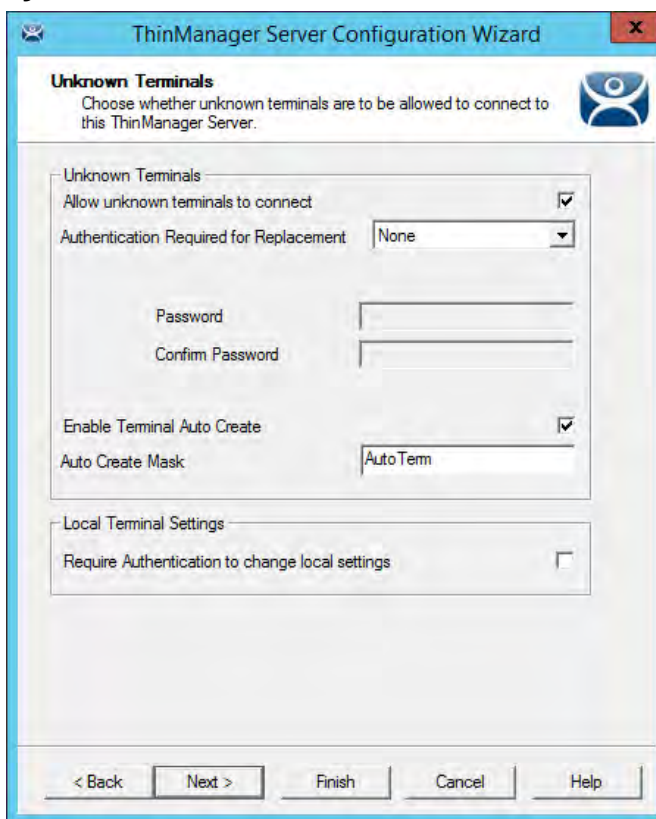 ThinManager Server Configuration Wizard
x
Unknown Terminals
Choose whether unknown terminals are to be allowed to connect to
this ThinManager Server.
Unknown Terminals
Allow unknown terminals to connect
Authentication Required for Replacement None
Password
Confirm Password
Enable Terminal Auto Create
Auto Create Mask AutoTerm
Local Terminal Settings
Require Authentication to change local settings
< Back Next > Finish Cancel Help